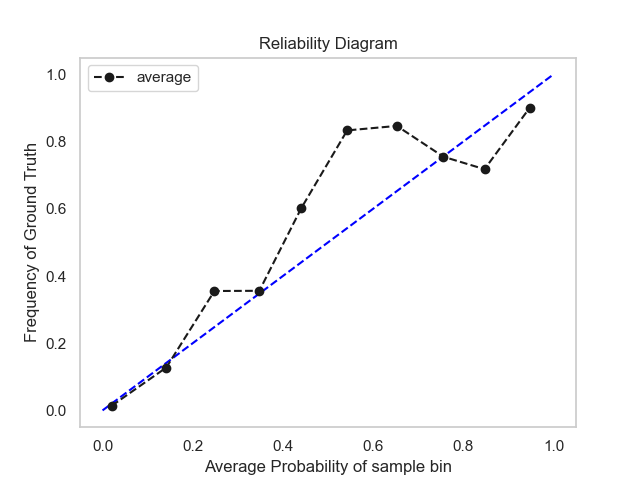 Reliability Diagram
average
Frequency of Ground Truth
1.0
0.8
0.6
0.4
0.2
0.0
0.0 0.2 0.4 0.6 0.8 1.0
Average Probability of sample bin